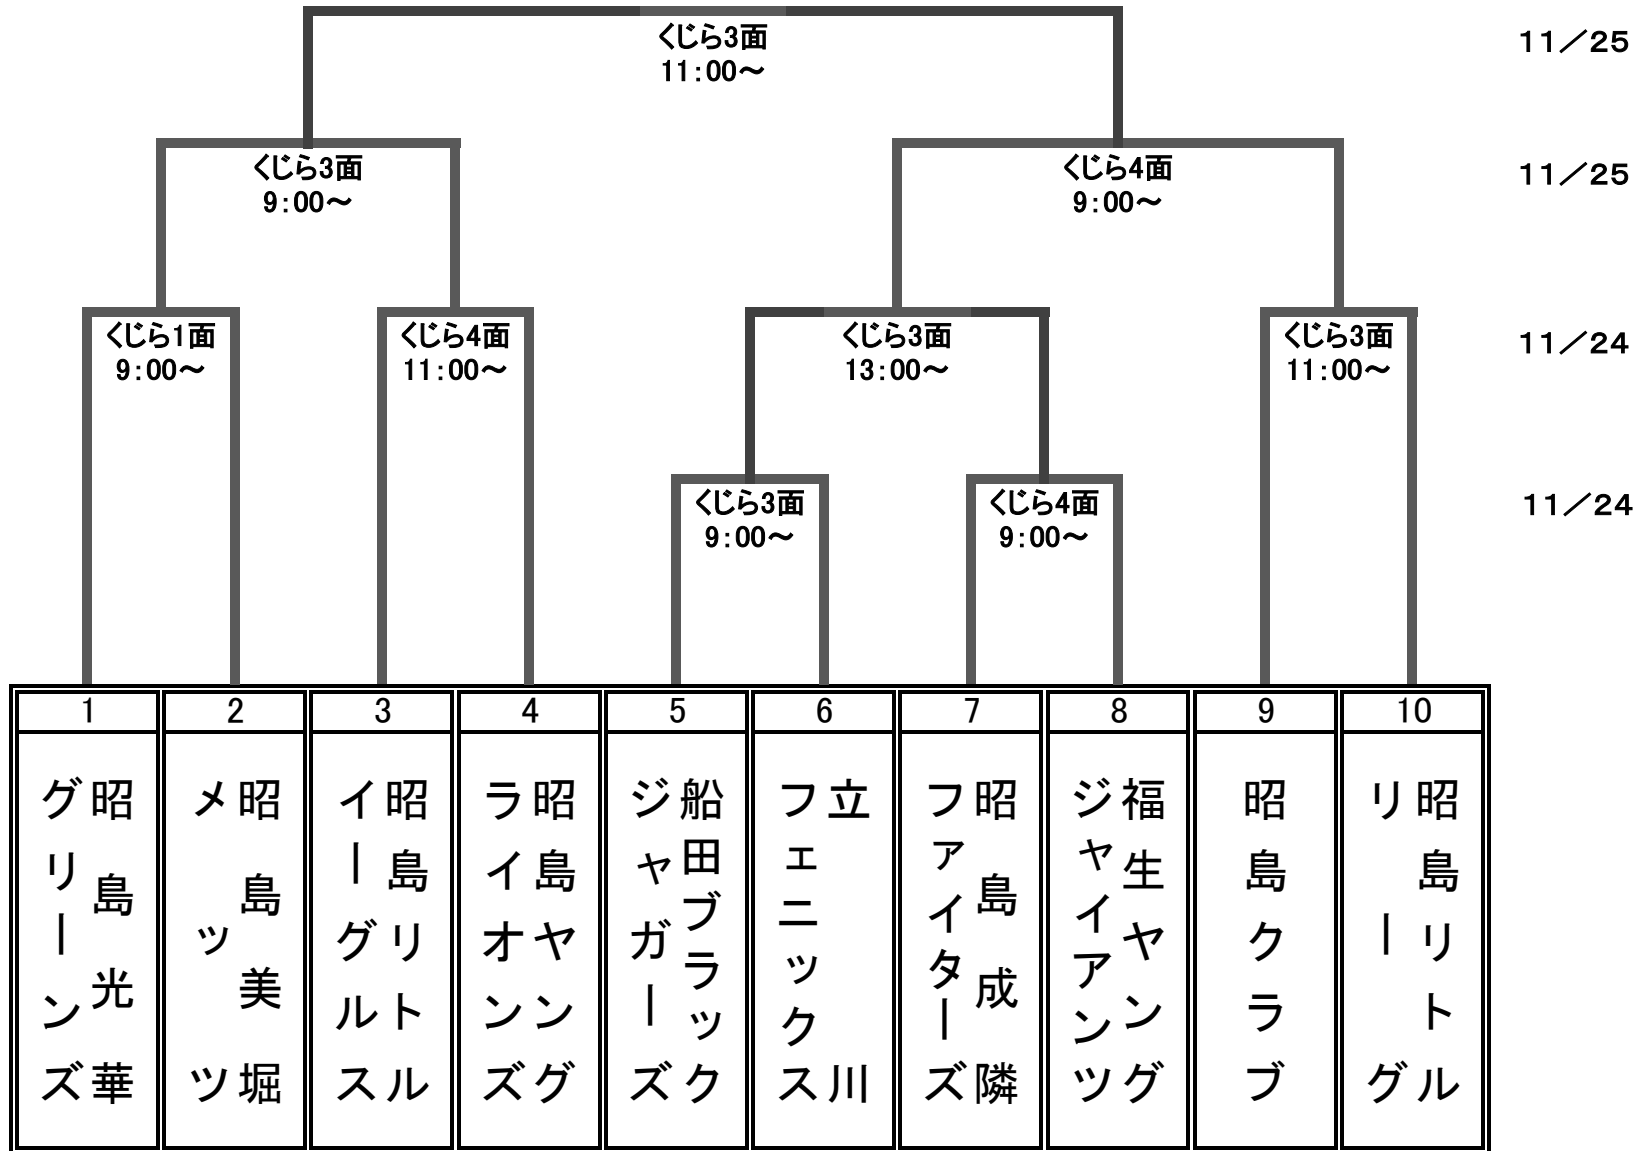 くじら3面
11:00～
11／25
くじら3面
9:00～
くじら4面
9:00～
11／25
くじら1面
9:00～
くじら4面
11:00～
くじら3面
13:00～
くじら3面
11:00～
11／24
くじら3面
9:00～
くじら4面
9:00～
11／24
1
2
3
4
5
6
7
8
9
10
昭島光華
グリーンズ
昭島美堀
メッツ
昭島リトル
イーグルス
昭島ヤング
ライオンズ
船田ブラック
ジャガーズ
立川
フェニックス
昭島成隣
ファイターズ
福生ヤング
ジャイアンツ
昭島クラブ
昭島リトル
リーグ